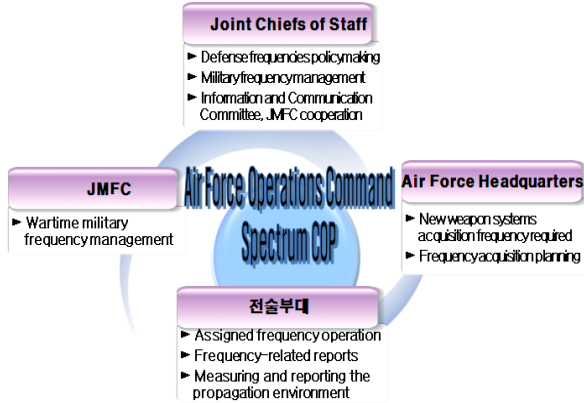 Joint Chiefs of Staff
► Defense frequencies policymaking
► Military frequency management
► Information and Communication
Committee, JMFC cooperation
JMFC
► Wartime military
frequency management
Air Force Operations Command
Spectrum COP
Air Force Headquarters
► New weapon systems
acquisition frequency required
► Frequency acquisition planning
전술부대
► Assigned frequency operation
► Frequency-related reports
► Measuring and reporting the
propagation environment